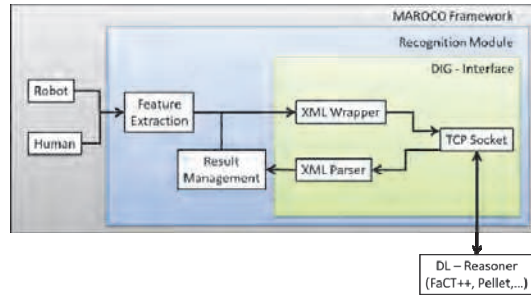 MAROCO Framework
Recognition Module
DIG - Interface
Robot
Human
Feature
Extraction
XML Wrapper
TCP Socket
Result
Management
XML Parser
DL – Reasoner
(FaCT++, Pellet,...)